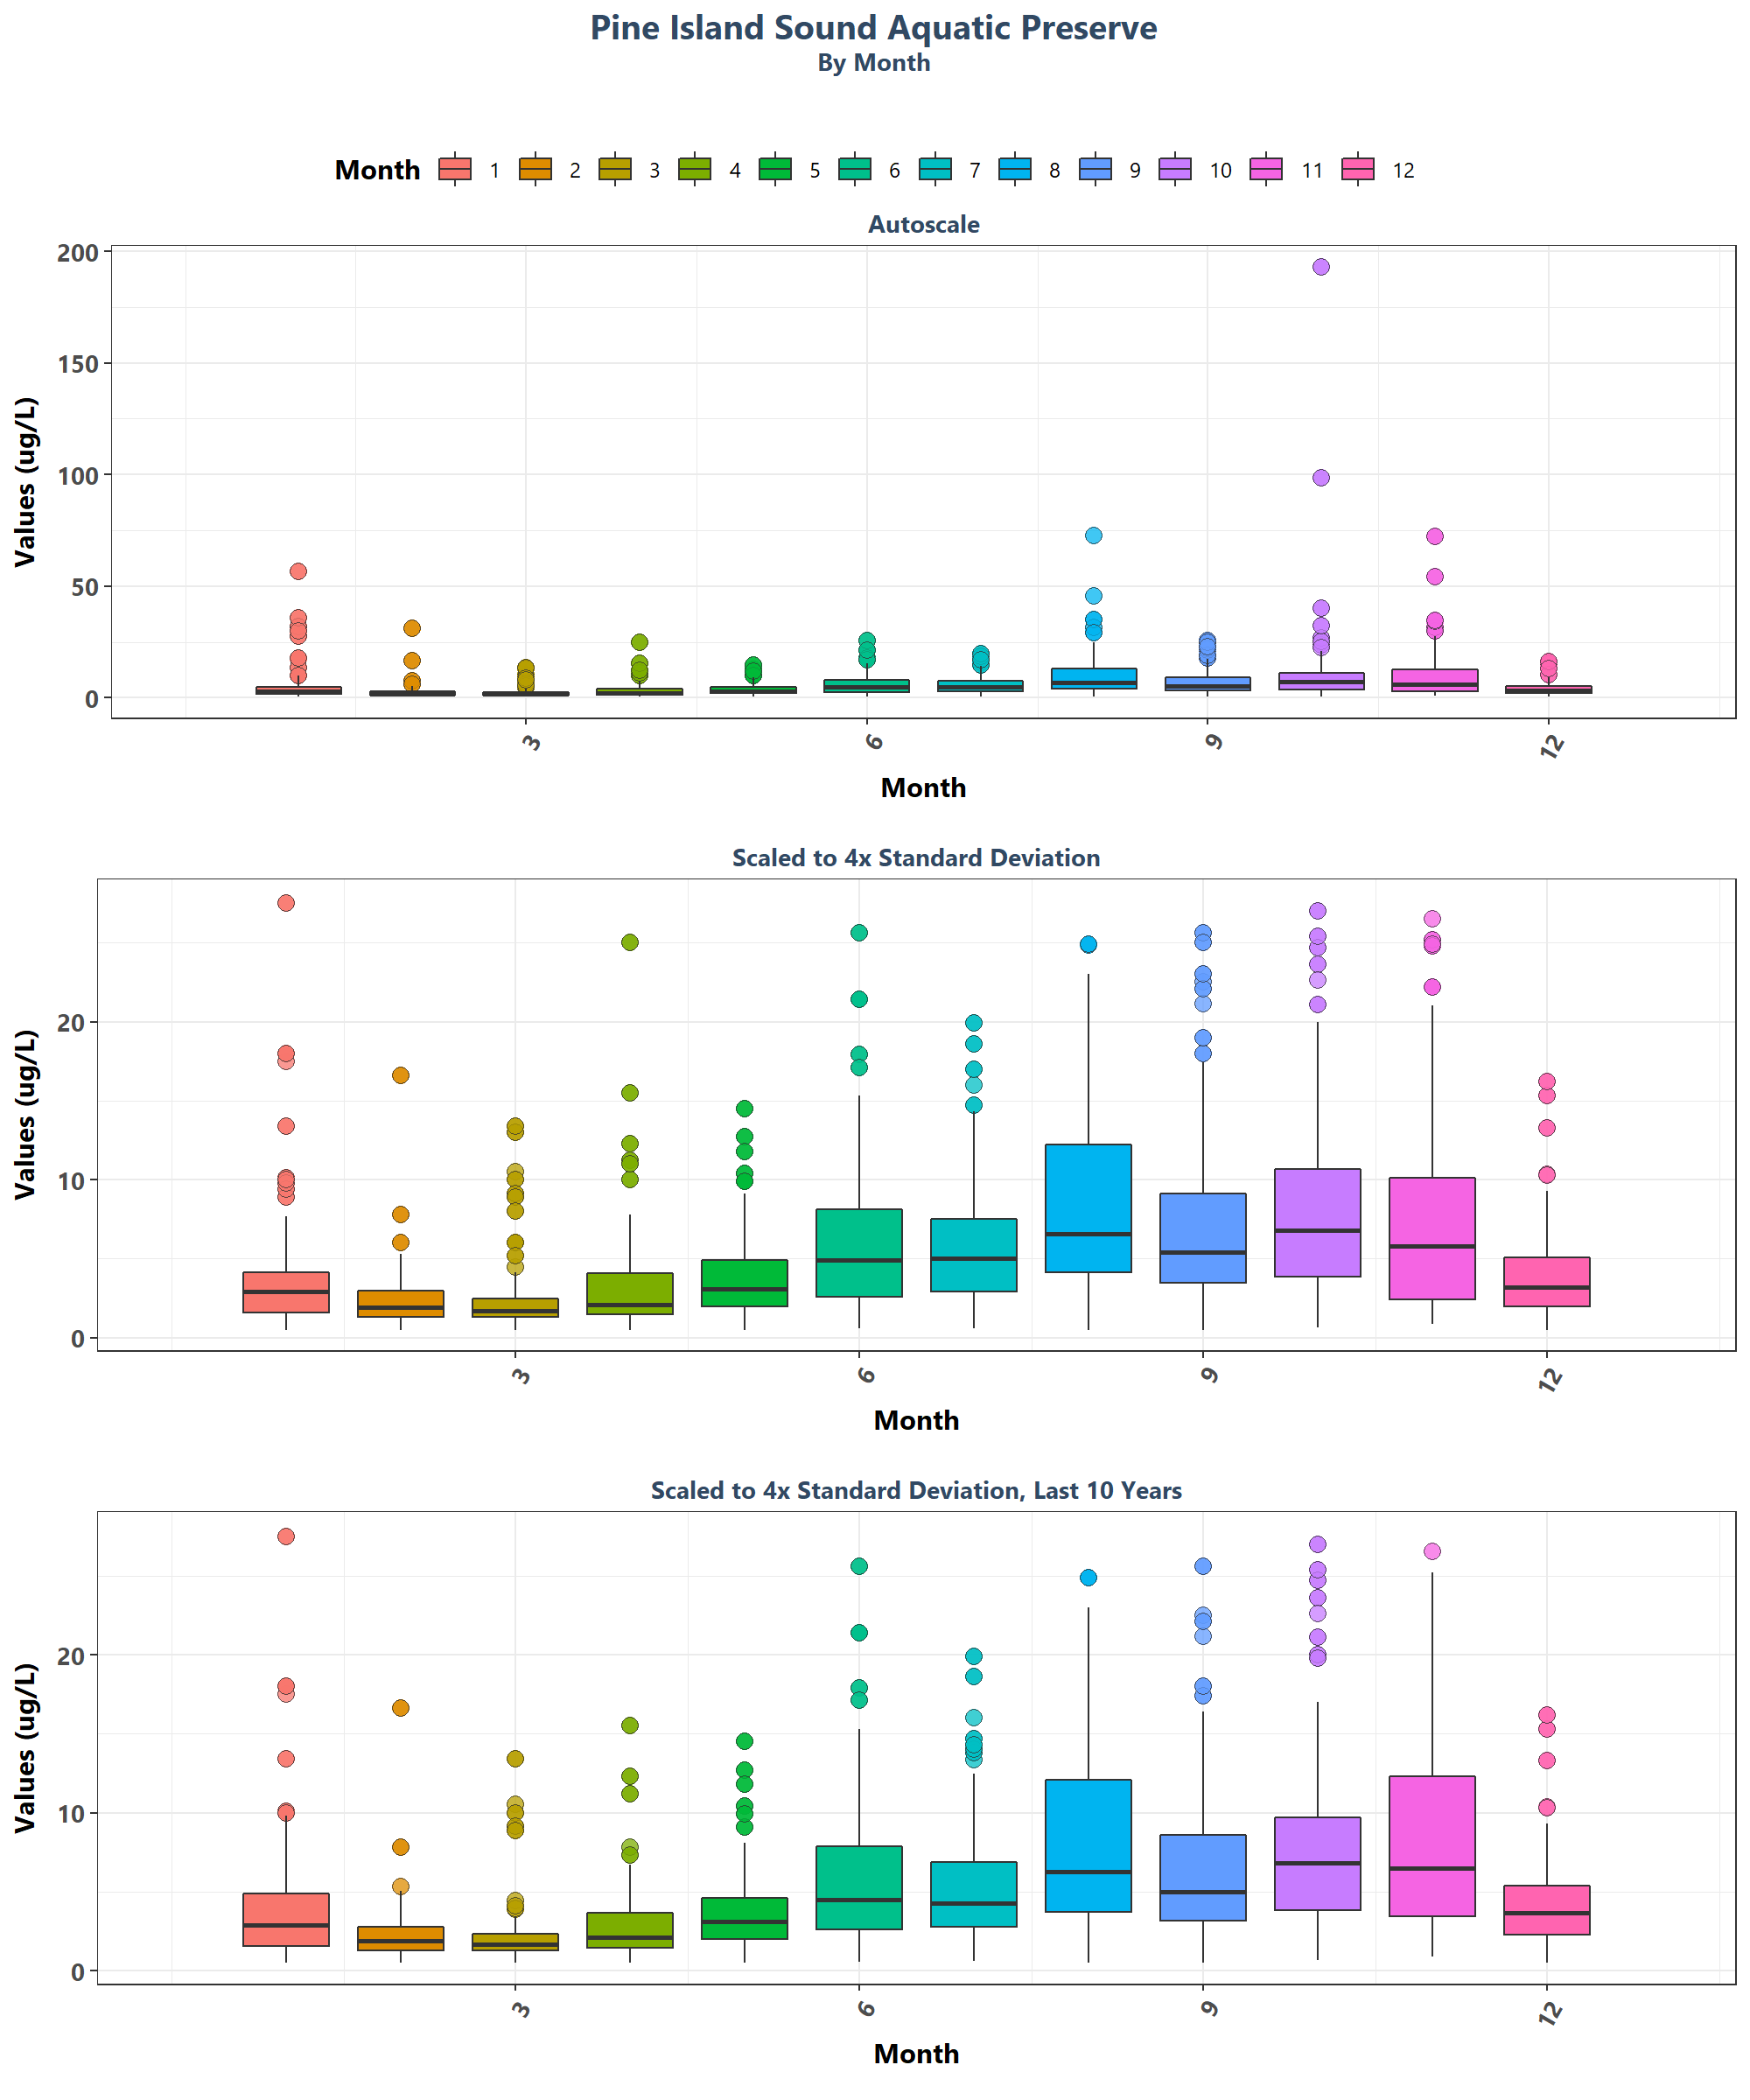 Pine Island Sound Aquatic Preserve
By Month
Month 1 2 3 4 5 6 7 8 9 10 11 12
Autoscale
Values (ug/L)
200
150
100
50
0
3 6 9 12
Month
Scaled to 4x Standard Deviation
Values (ug/L)
20
10
0
3 6 9 12
Month
Scaled to 4x Standard Deviation, Last 10 Years
Values (ug/L)
20
10
0
3 6 9 12
Month